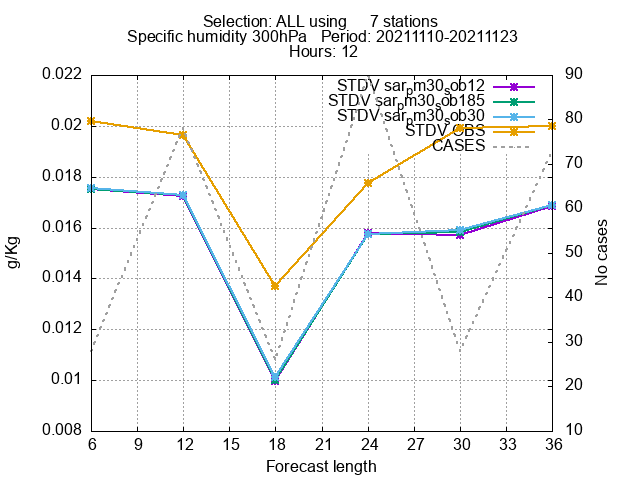 Selection: ALL using     7 stations
Specific humidity 300hPa   Period: 20211110-20211123
Hours: 12
0.022
0.02
0.018
0.016
0.014
0.012
0.01
0.008
g/Kg
STDV sarpm30sob12
STDV sarpm30sob185
STDV sarpm30sob30
STDV OBS
CASES
90
80
70
60
50
40
30
20
10
No cases
6 9 12 15 18 21 24 27 30 33 36
Forecast length